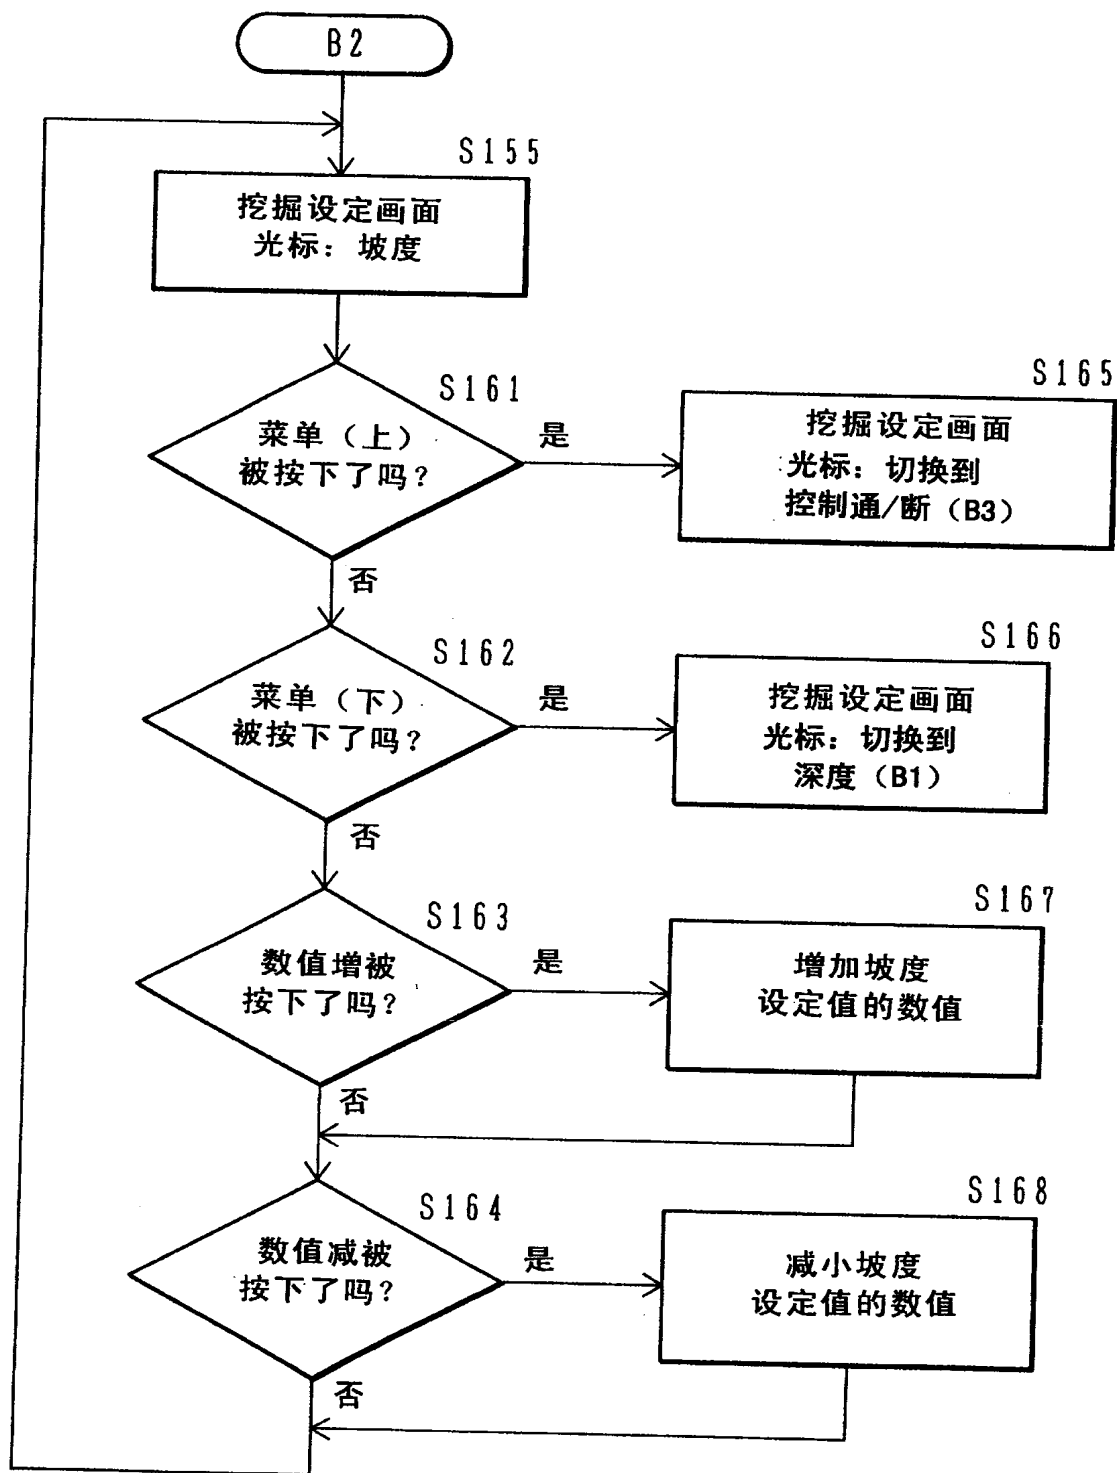 B2
S155
挖掘设定画面
光标：坡度
S161
菜单（上）
被按下了吗？
是
S165
挖掘设定画面
光标：切换到
控制通/断（B3）
否
S162
菜单（下）
被按下了吗？
是
S166
挖掘设定画面
光标：切换到
深度（B1）
否
S163
数值增被
按下了吗？
是
S167
增加坡度
设定值的数值
否
S164
数值减被
按下了吗？
是
S168
减小坡度
设定值的数值
否